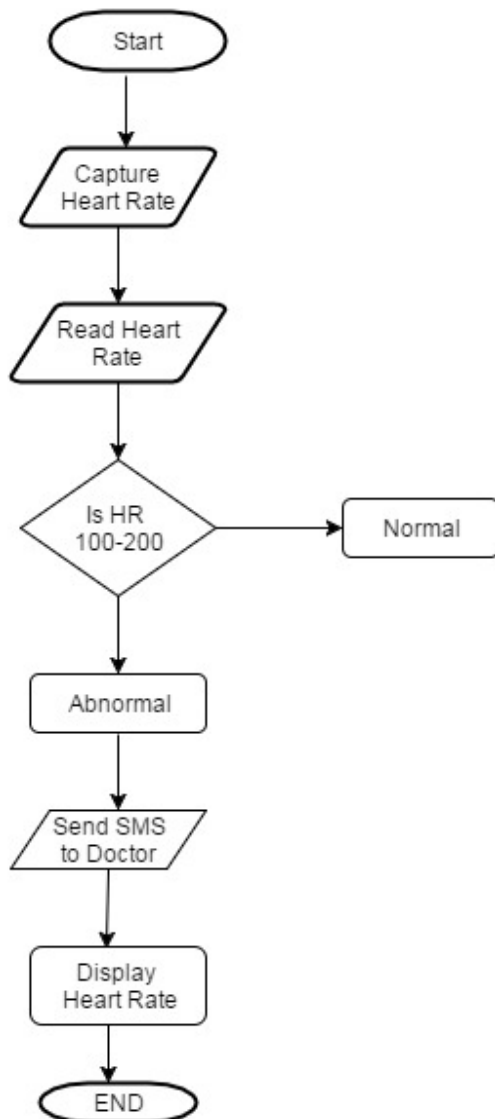 Start
Capture
Heart Rate
Read Heart
Rate
Is HR
100-200
Normal
Abnormal
Send SMS
to Doctor
Display
Heart Rate
END